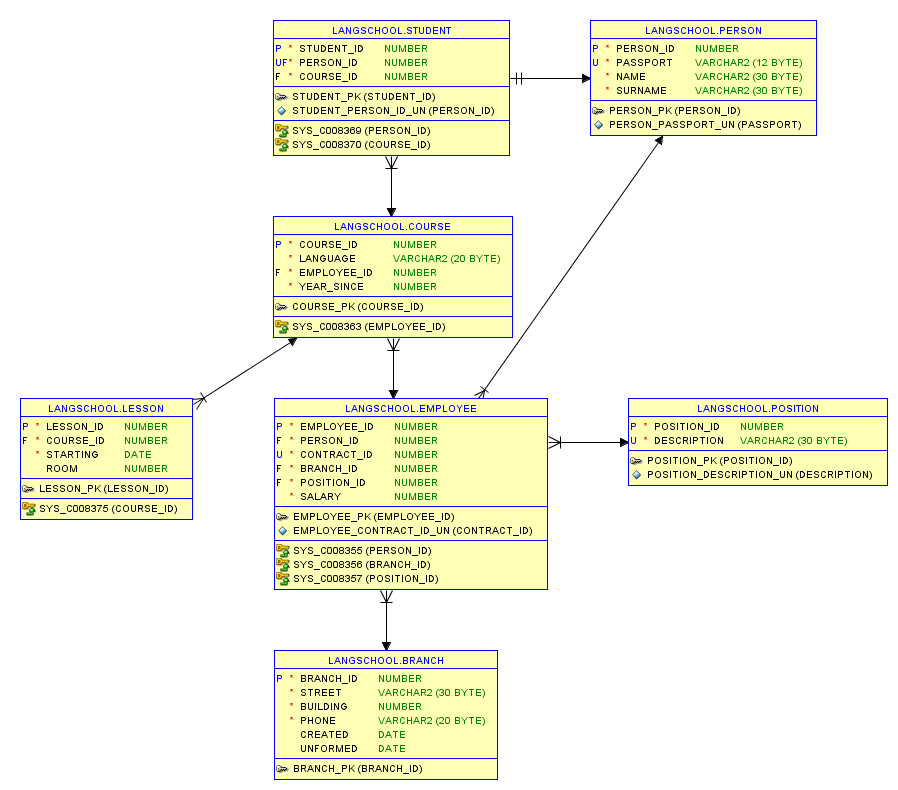 LANGSCHOOL.STUDENT
P * STUDENT_ID NUMBER
UF* PERSON_ID NUMBER
F * COURSE_ID NUMBER
STUDENT_PK (STUDENT_ID)
STUDENT_PERSON_ID_UN (PERSON_ID)
SYS_C008369 (PERSON_ID)
SYS_C008370 (COURSE_ID)
LANGSCHOOL.PERSON
P * PERSON_ID NUMBER
U * PASSPORT VARCHAR2 (12 BYTE)
* NAME VARCHAR2 (30 BYTE)
* SURNAME VARCHAR2 (30 BYTE)
PERSON_PK (PERSON_ID)
PERSON_PASSPORT_UN (PASSPORT)
LANGSCHOOL.COURSE
P * COURSE_ID NUMBER
* LANGUAGE VARCHAR2 (20 BYTE)
F * EMPLOYEE_ID NUMBER
* YEAR_SINCE NUMBER
COURSE_PK (COURSE_ID)
SYS_C008363 (EMPLOYEE_ID)
LANGSCHOOL.LESSON
P * LESSON_ID NUMBER
F * COURSE_ID NUMBER
* STARTING DATE
ROOM NUMBER
LESSON_PK (LESSON_ID)
SYS_C008375 (COURSE_ID)
LANGSCHOOL.EMPLOYEE
P * EMPLOYEE_ID NUMBER
F * PERSON_ID NUMBER
U * CONTRACT_ID NUMBER
F * BRANCH_ID NUMBER
F * POSITION_ID NUMBER
* SALARY NUMBER
EMPLOYEE_PK (EMPLOYEE_ID)
EMPLOYEE_CONTRACT_ID_UN (CONTRACT_ID)
SYS_C008355 (PERSON_ID)
SYS_C008356 (BRANCH_ID)
SYS_C008357 (POSITION_ID)
LANGSCHOOL.POSITION
P * POSITION_ID NUMBER
U * DESCRIPTION VARCHAR2 (30 BYTE)
POSITION_PK (POSITION_ID)
POSITION_DESCRIPTION_UN (DESCRIPTION)
LANGSCHOOL.BRANCH
P * BRANCH_ID NUMBER
* STREET VARCHAR2 (30 BYTE)
* BUILDING NUMBER
* PHONE VARCHAR2 (20 BYTE)
CREATED DATE
UNFORMED DATE
BRANCH_PK (BRANCH_ID)